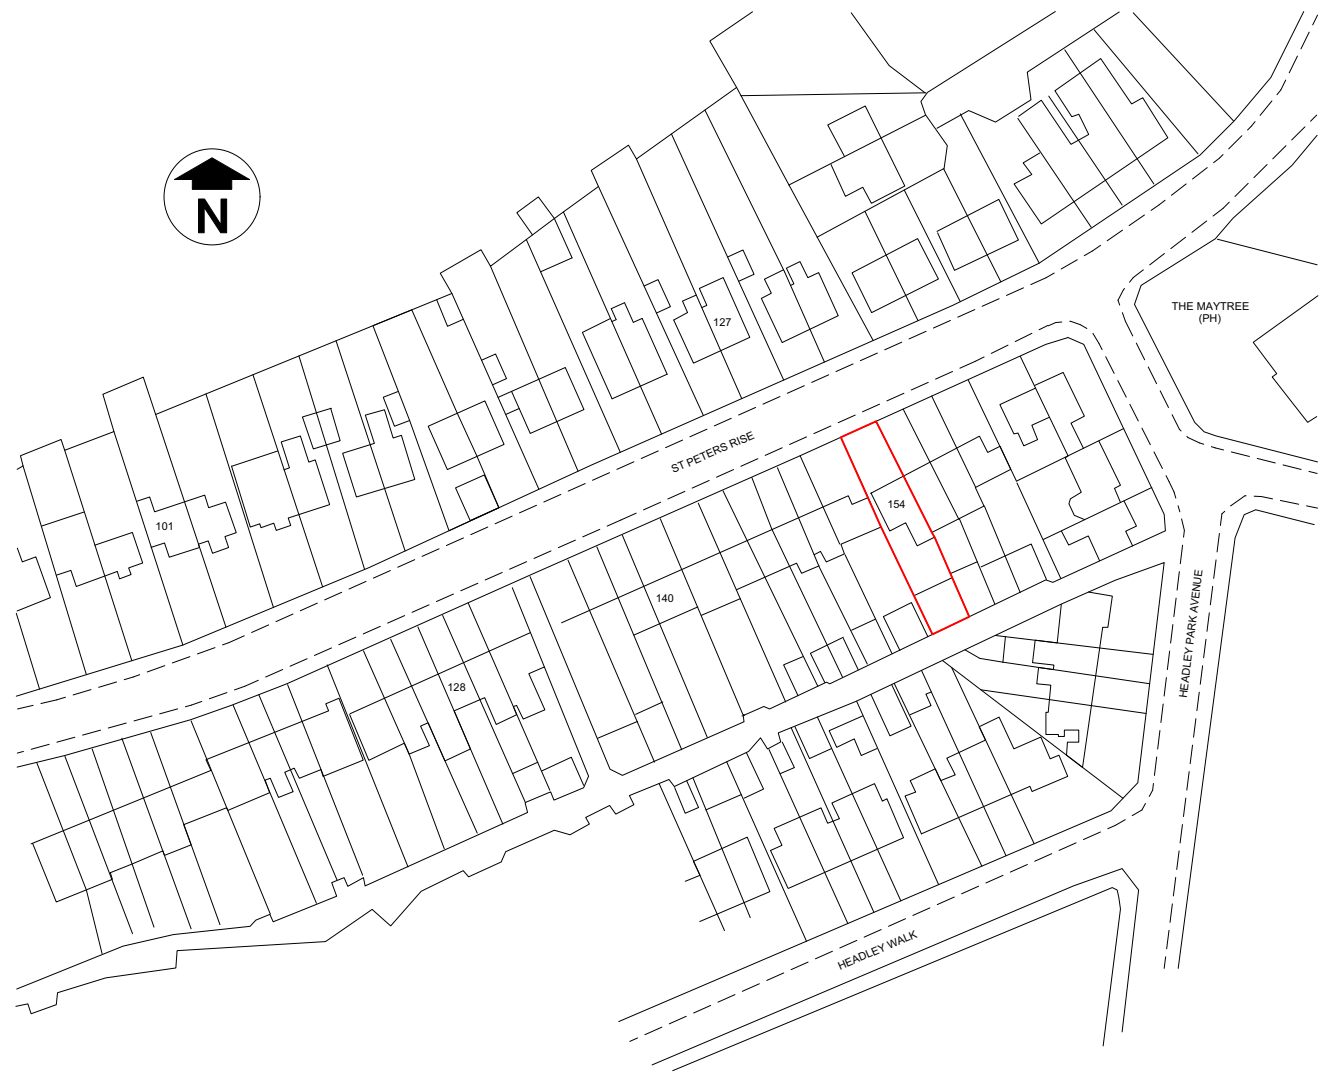 N
127
THE MAYTREE
(PH)
ST PETERS RISE
101
154
140
HEADLEY PARK AVENUE
128
HEADLEY WALK